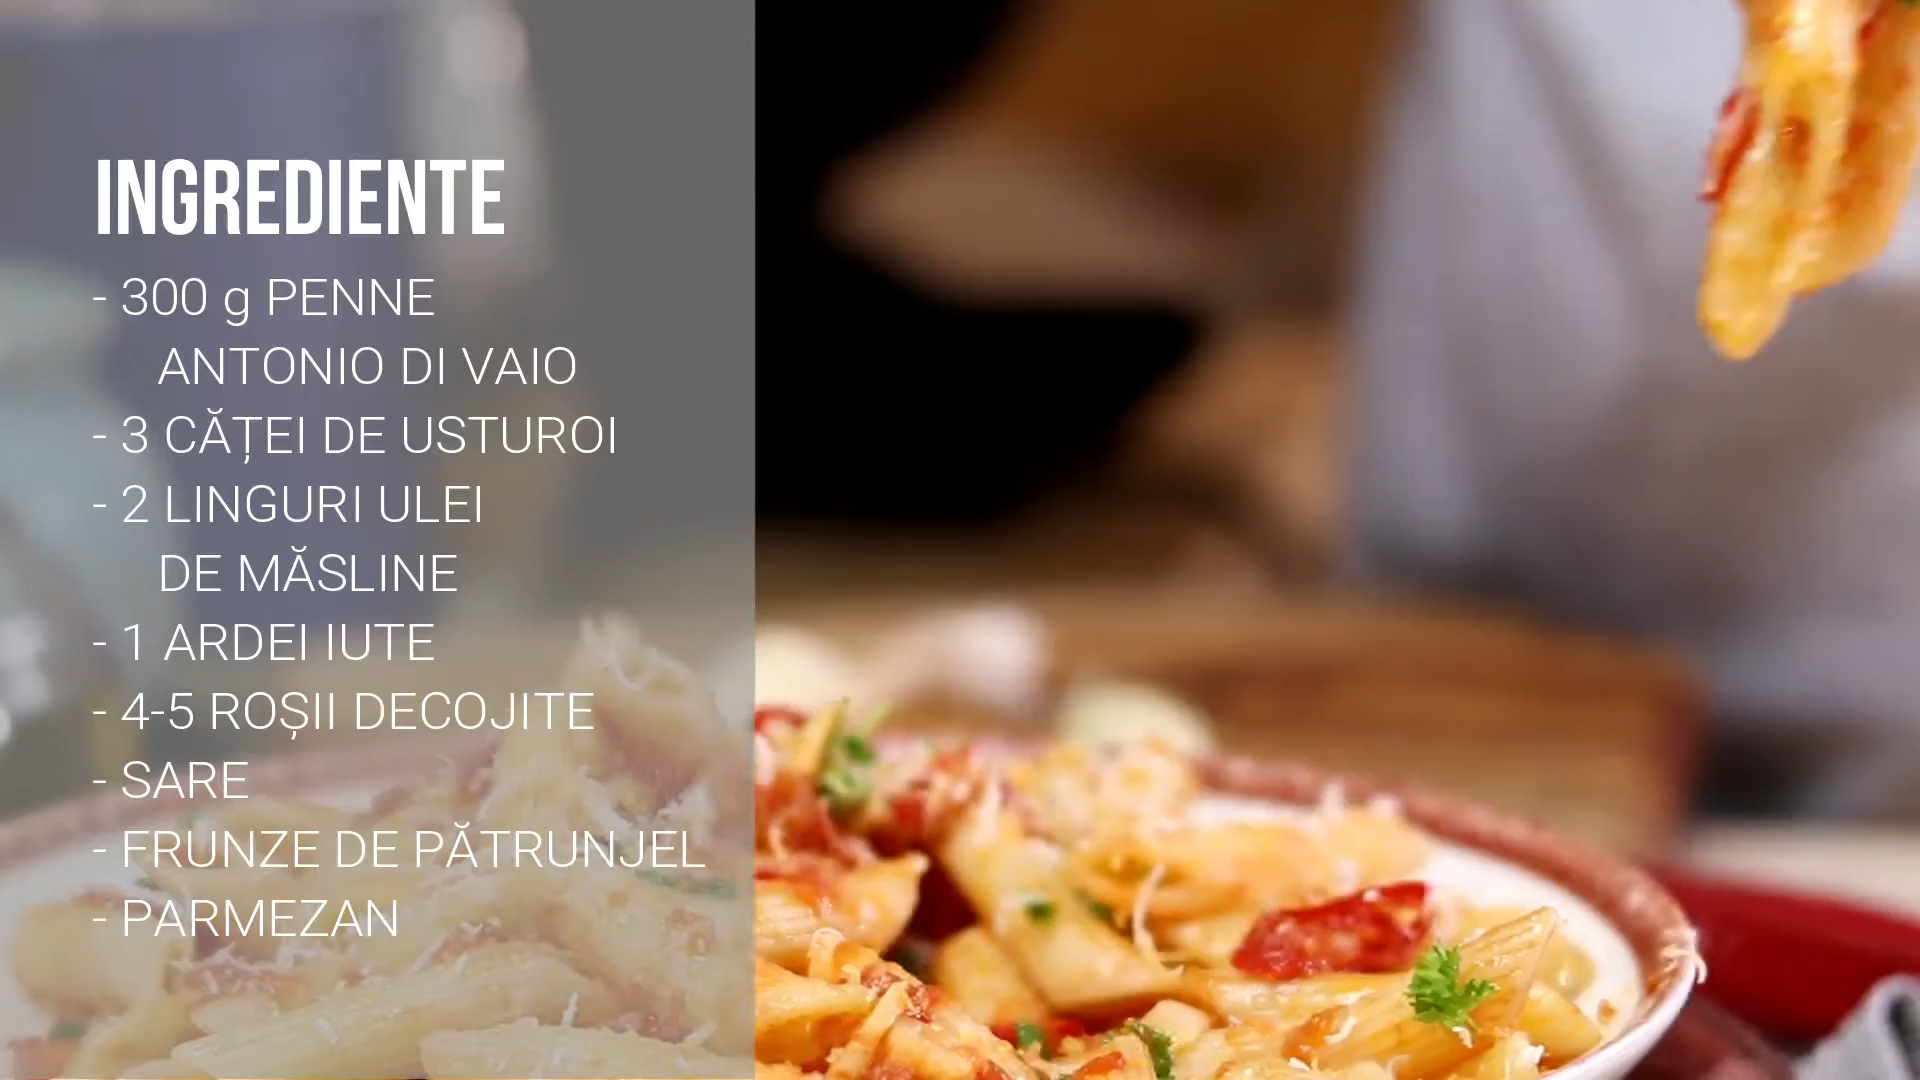 INGREDIENTE
- 300 g PENNE
ANTONIO DI VAIO
- 3 CĂȚEI DE USTUROI
- 2 LINGURI ULEI
DE MĂSLINE
- 1 ARDEI IUTE
- 4-5 ROȘII DECOJITE
- SARE
- FRUNZE DE PĂTRUNJEL
- PARMEZAN